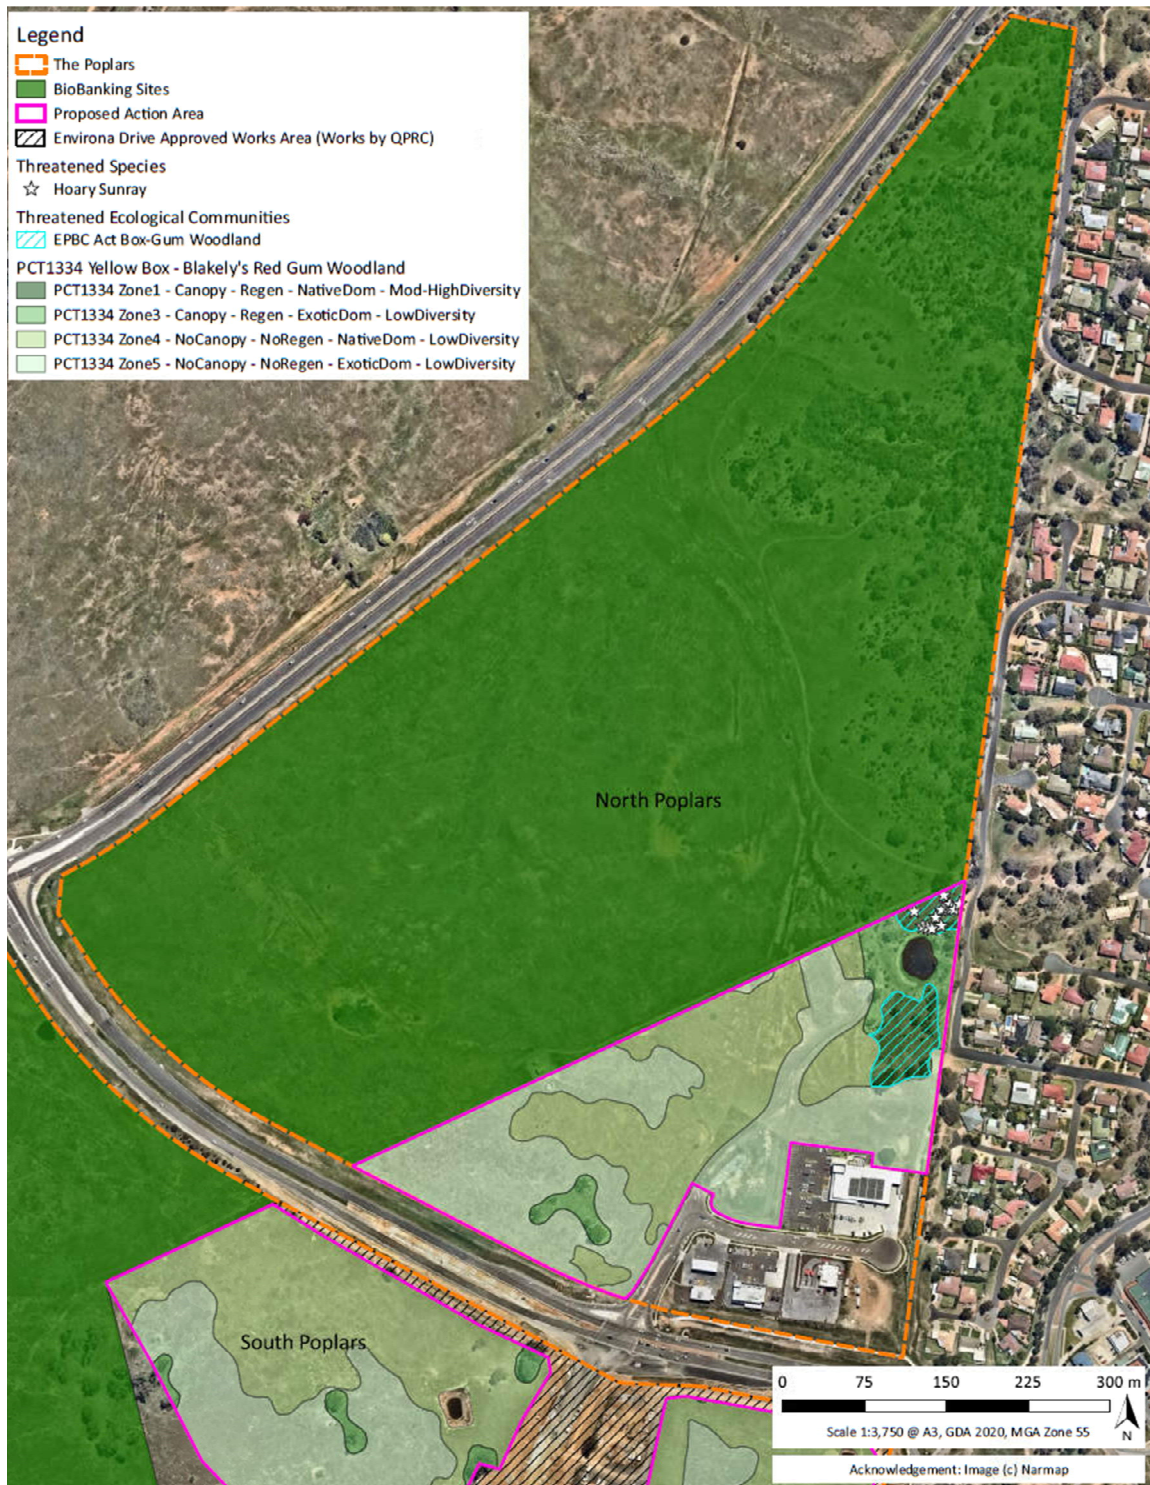 Legend
The Poplars
BioBanking Sites
Proposed Action Area
Environa Drive Approved Works Area (Works by QPRC)
Threatened Species
Hoary Sunray
Threatened Ecological Communities
EPBC Act Box-Gum Woodland
PCT1334 Yellow Box - Blakely's Red Gum Woodland
PCT1334 Zone1 - Canopy - Regen - NativeDom - Mod-HighDiversity
PCT1334 Zone3 - Canopy - Regen - ExoticDom - LowDiversity
PCT1334 Zone4 - NoCanopy - NoRegen - NativeDom - LowDiversity
PCT1334 Zone5 - NoCanopy - NoRegen - ExoticDom - LowDiversity
North Poplars
South Poplars
0 75 150 225 300 m
Scale 1:3,750 @ A3, GDA 2020, MGA Zone 55
N
Acknowledgement: Image (c) Narmap